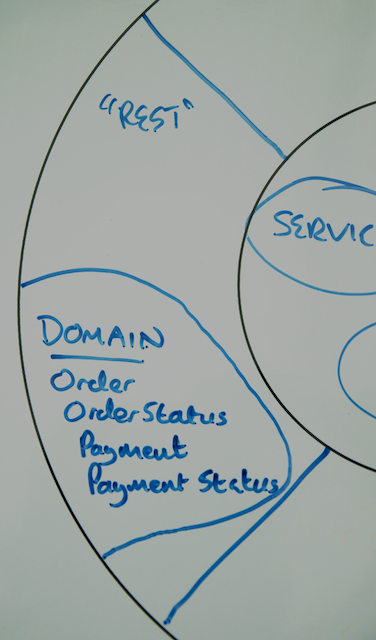 "REST"
SERVIC
DOMAIN
Order
OrderStatus
Payment
Payment Status